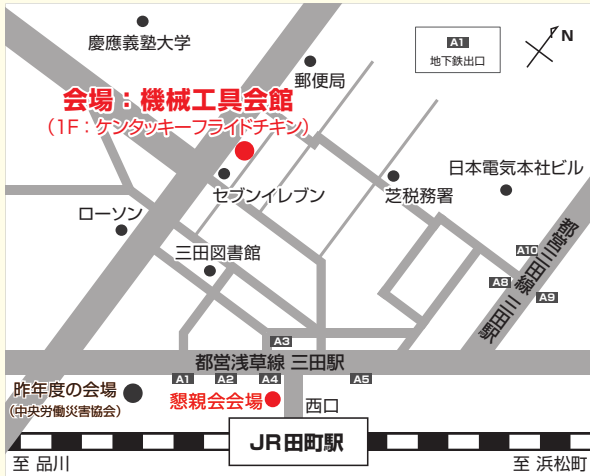 慶應義塾大学
A1
地下鉄出口
N
郵便局
会場：機械工具会館
（1F：ケンタッキーフライドチキン）
セブンイレブン
芝税務署
日本電気本社ビル
ローソン
三田図書館
A10
都営三田線 三田駅
A8
A9
A3
都営浅草線 三田駅
A1
A2
A4
A5
昨年度の会場
（中央労働災害協会）
懇親会会場
西口
JR田町駅
至 品川
至 浜松町